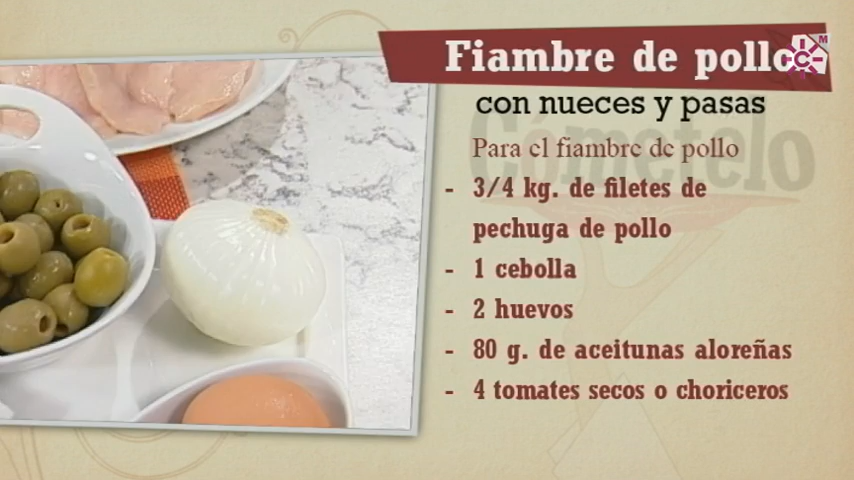 Fiambre de pollo
con nueces y pasas
Cómetelo
Para el fiambre de pollo
- 3/4 kg. de filetes de
pechuga de pollo
- 1 cebolla
- 2 huevos
- 80 g. de aceitunas aloreñas
- 4 tomates secos o choriceros
M